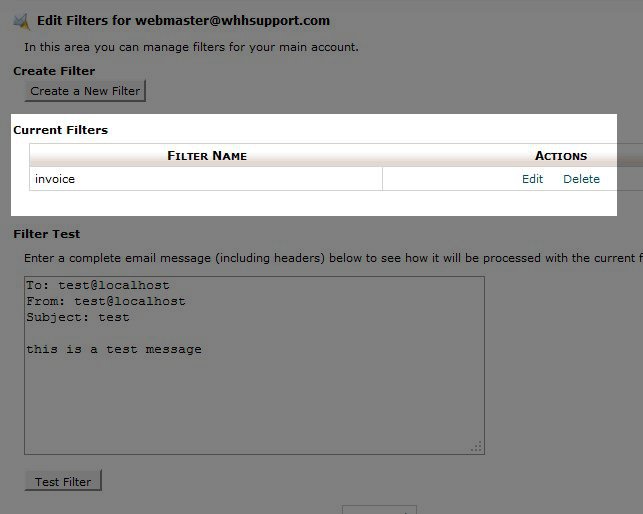 Edit Filters for webmaster@whhsupport.com
In this area you can manage filters for your main account.
Create Filter
Create a New Filter
Current Filters
FILTER NAME ACTIONS
invoice Edit Delete
Filter Test
Enter a complete email message (including headers) below to see how it will be processed with the current f
To: test@localhost
From: test@localhost
Subject: test
this is a test message
Test Filter